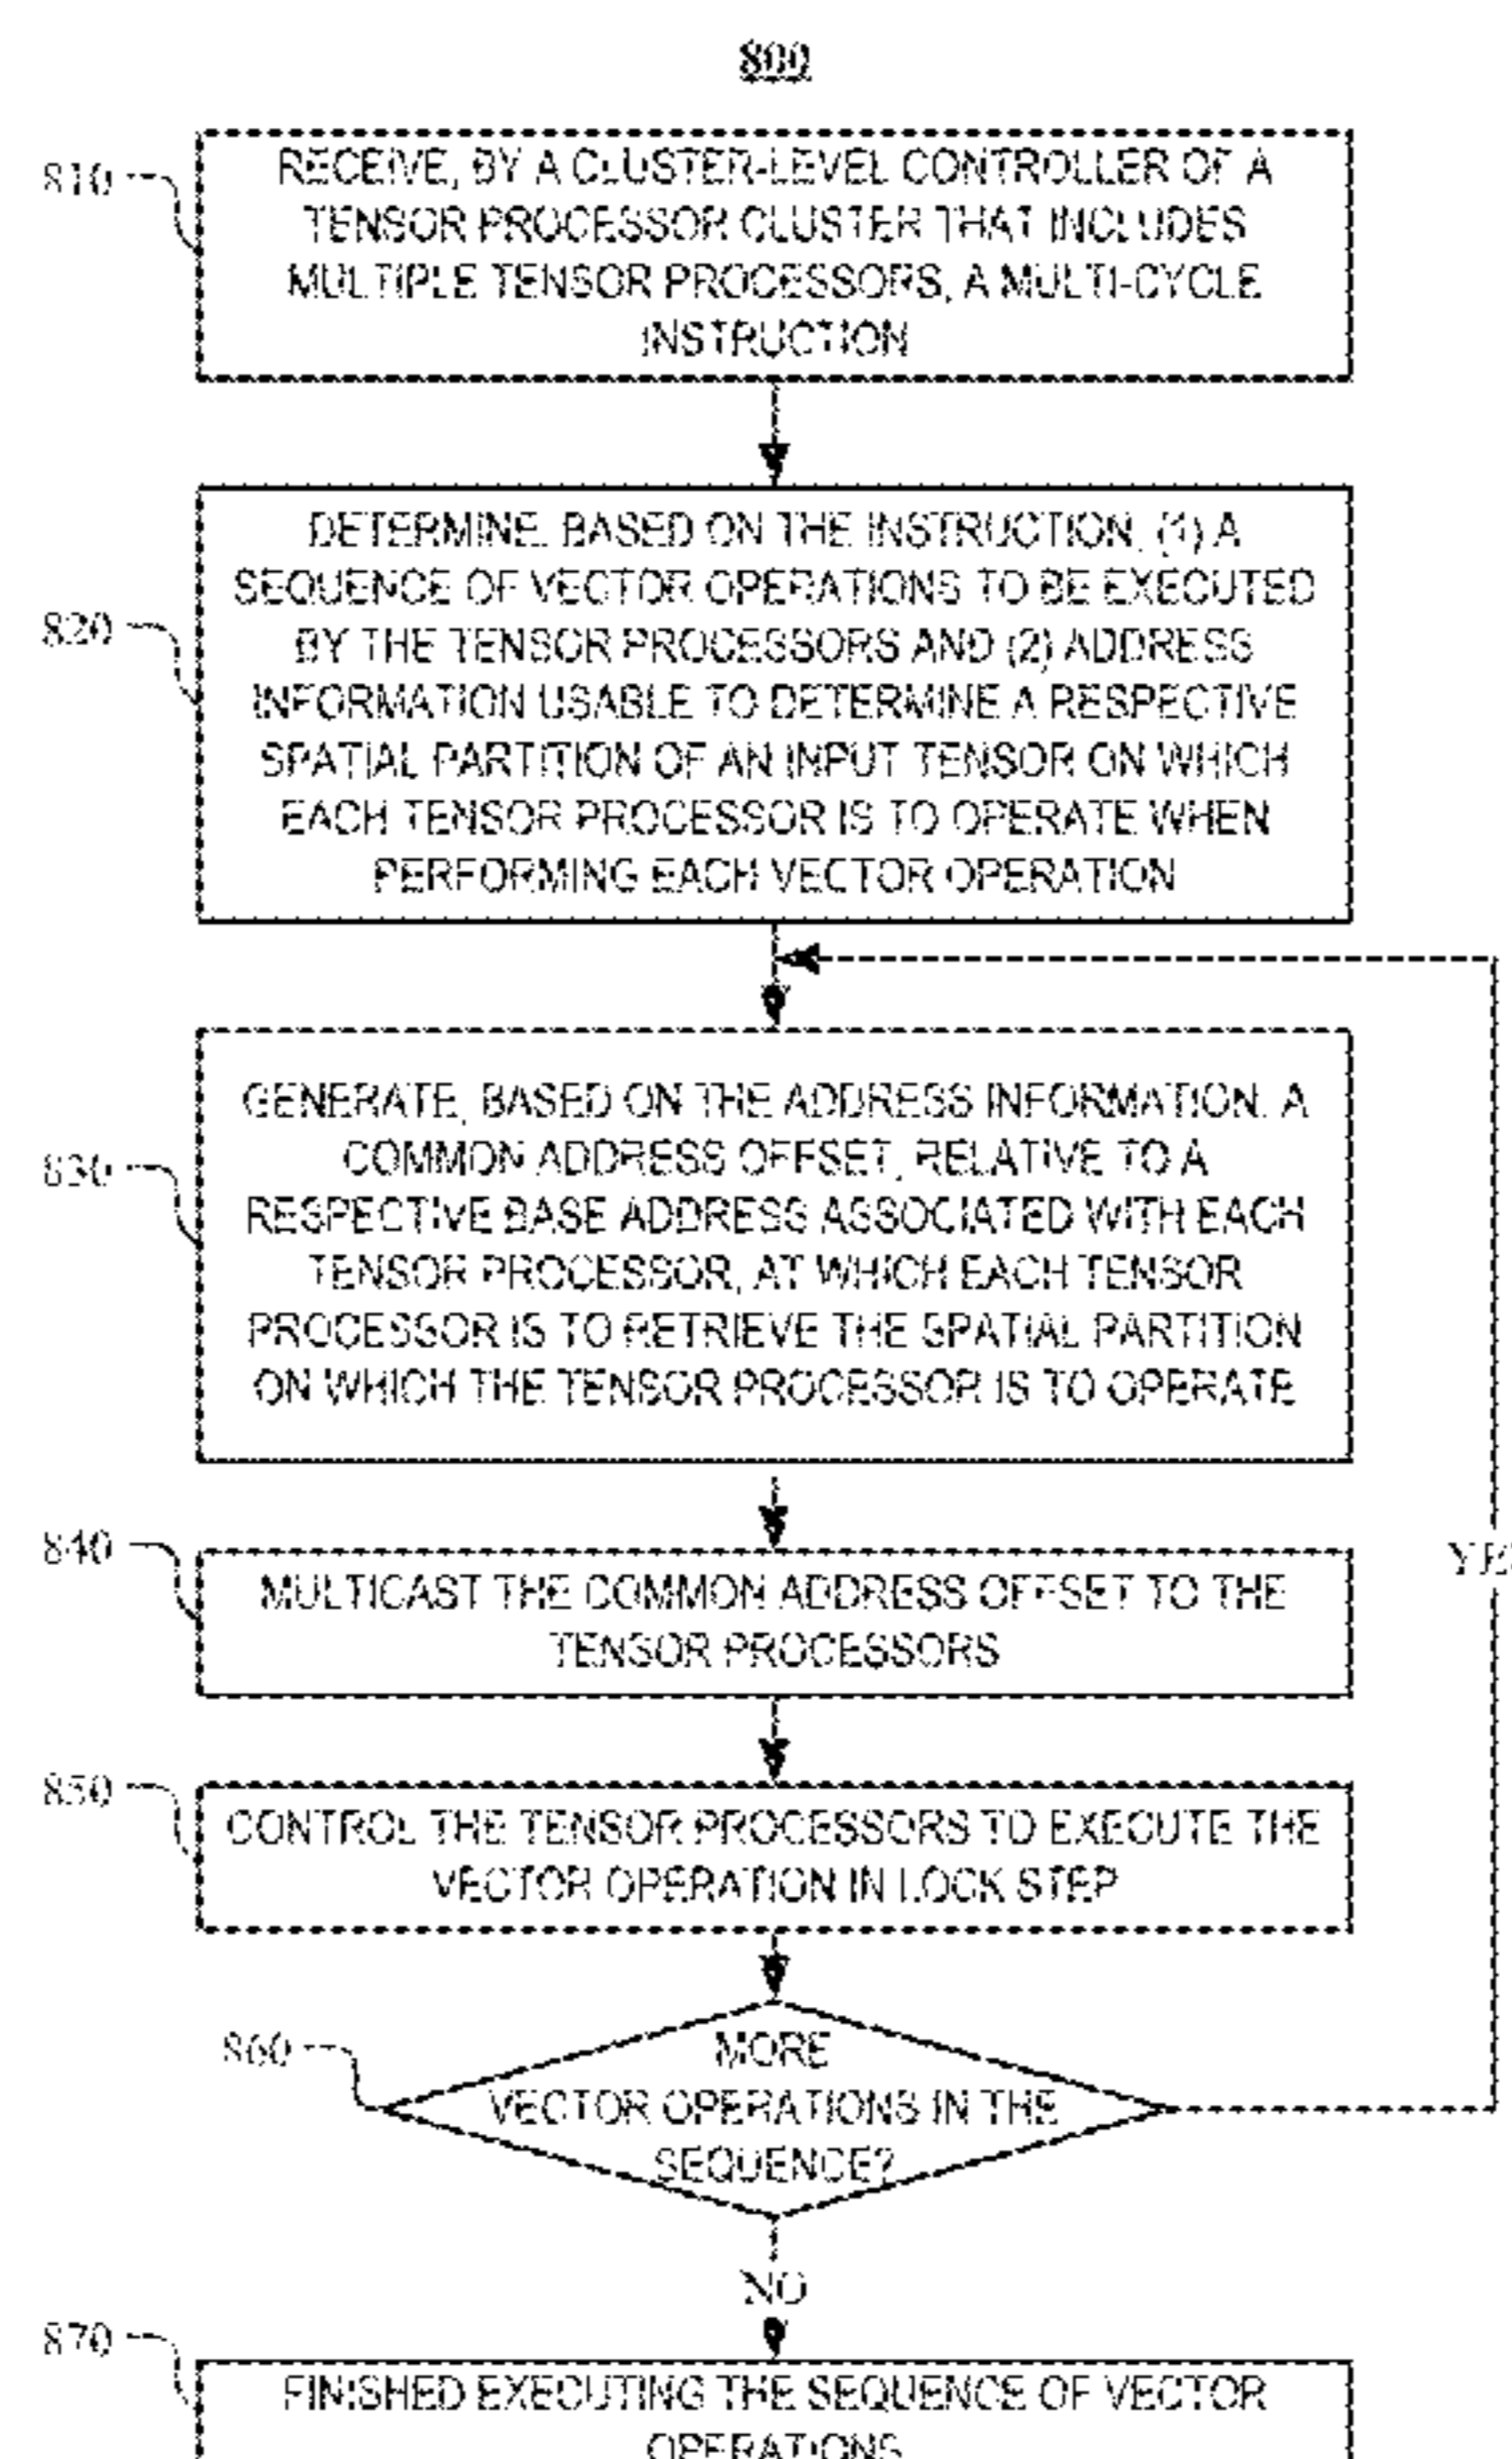 800
810
RECEIVE, BY A CLUSTER-LEVEL CONTROLLER OF A
TENSOR PROCESSOR CLUSTER THAT INCLUDES
MULTIPLE TENSOR PROCESSORS, A MULTI-CYCLE
INSTRUCTION
820
DETERMINE, BASED ON THE INSTRUCTION, (1) A
SEQUENCE OF VECTOR OPERATIONS TO BE EXECUTED
BY THE TENSOR PROCESSORS AND (2) ADDRESS
INFORMATION USABLE TO DETERMINE A RESPECTIVE
SPATIAL PARTITION OF AN INPUT TENSOR ON WHICH
EACH TENSOR PROCESSOR IS TO OPERATE WHEN
PERFORMING EACH VECTOR OPERATION
830
GENERATE, BASED ON THE ADDRESS INFORMATION, A
COMMON ADDRESS OFFSET, RELATIVE TO A
RESPECTIVE BASE ADDRESS ASSOCIATED WITH EACH
TENSOR PROCESSOR, AT WHICH EACH TENSOR
PROCESSOR IS TO RETRIEVE THE SPATIAL PARTITION
ON WHICH THE TENSOR PROCESSOR IS TO OPERATE
840
MULTICAST THE COMMON ADDRESS OFFSET TO THE
TENSOR PROCESSORS
850
CONTROL THE TENSOR PROCESSORS TO EXECUTE THE
VECTOR OPERATION IN LOCK STEP
860
MORE
VECTOR OPERATIONS IN THE
SEQUENCE?
NO
870
FINISHED EXECUTING THE SEQUENCE OF VECTOR
OPERATIONS